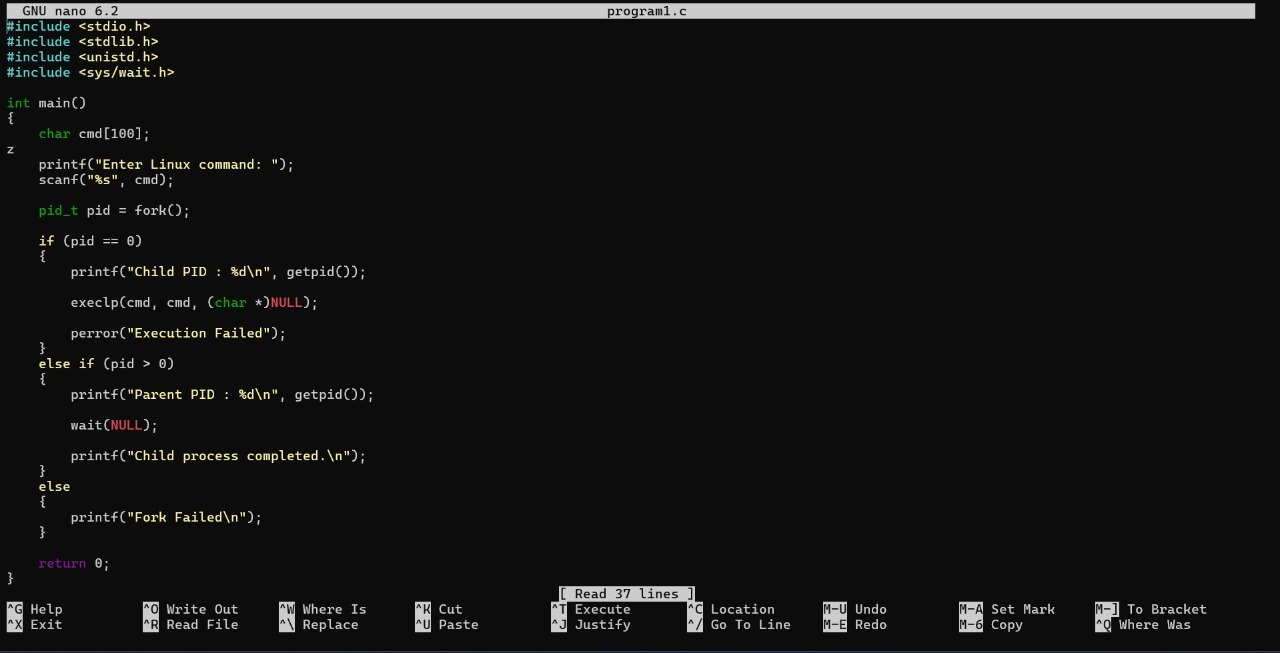 GNU nano 6.2 program1.c
#include <stdio.h>
#include <stdlib.h>
#include <unistd.h>
#include <sys/wait.h>

int main()
{
    char cmd[100];
z
    printf("Enter Linux command: ");
    scanf("%s", cmd);

    pid_t pid = fork();

    if (pid == 0)
    {
        printf("Child PID : %d\n", getpid());

        execlp(cmd, cmd, (char *)NULL);

        perror("Execution Failed");
    }
    else if (pid > 0)
    {
        printf("Parent PID : %d\n", getpid());

        wait(NULL);

        printf("Child process completed.\n");
    }
    else
    {
        printf("Fork Failed\n");
    }

    return 0;
}
[ Read 37 lines ]
^G Help ^O Write Out ^W Where Is ^K Cut ^T Execute ^C Location M-U Undo M-A Set Mark M-] To Bracket
^X Exit ^R Read File ^\ Replace ^U Paste ^J Justify ^/ Go To Line M-E Redo M-6 Copy ^Q Where Was